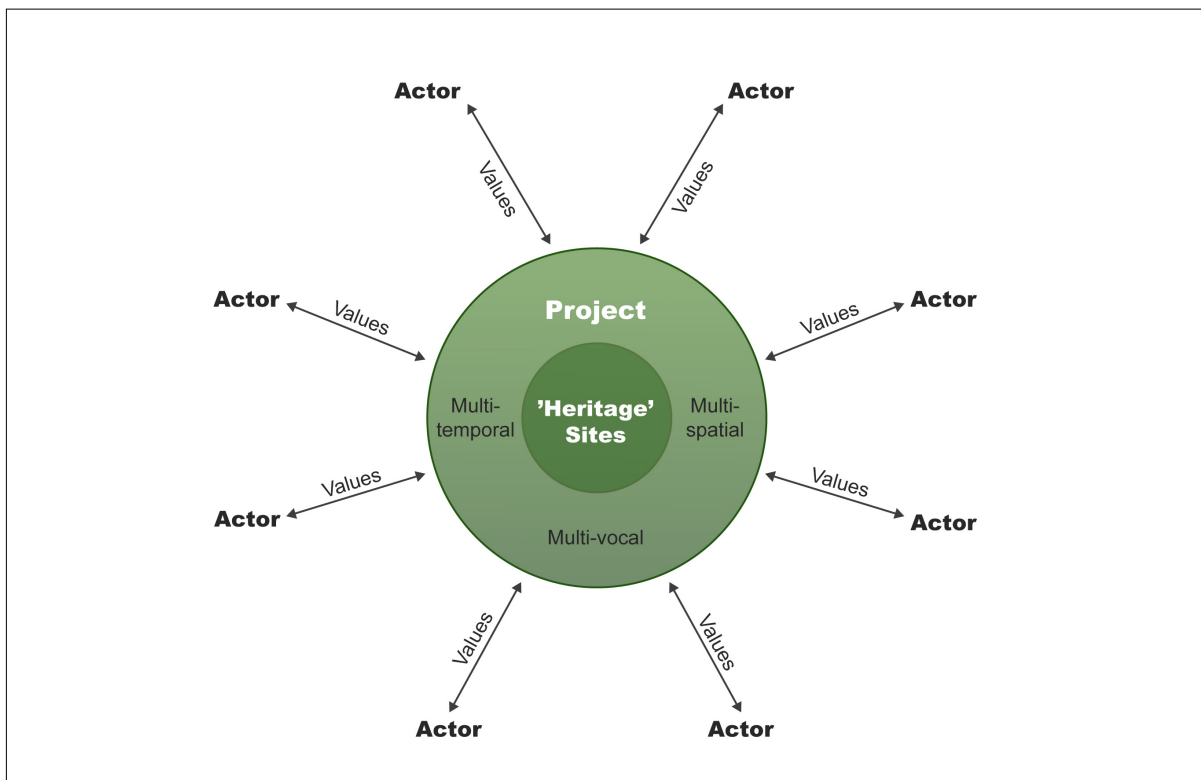 Actor
Actor
Values
Values
Actor
Actor
Values
Values
Project
Multi-
temporal
’Heritage’
Sites
Multi-
spatial
Values
Values
Actor
Actor
Multi-vocal
Values
Values
Actor
Actor